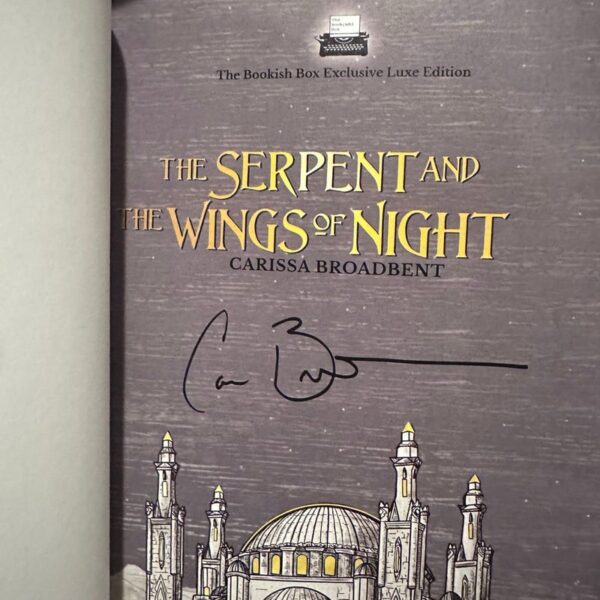 The Bookish Box Exclusive Luxe Edition
THE SERPENT AND
THE WINGS OF NIGHT
CARISSA BROADBENT